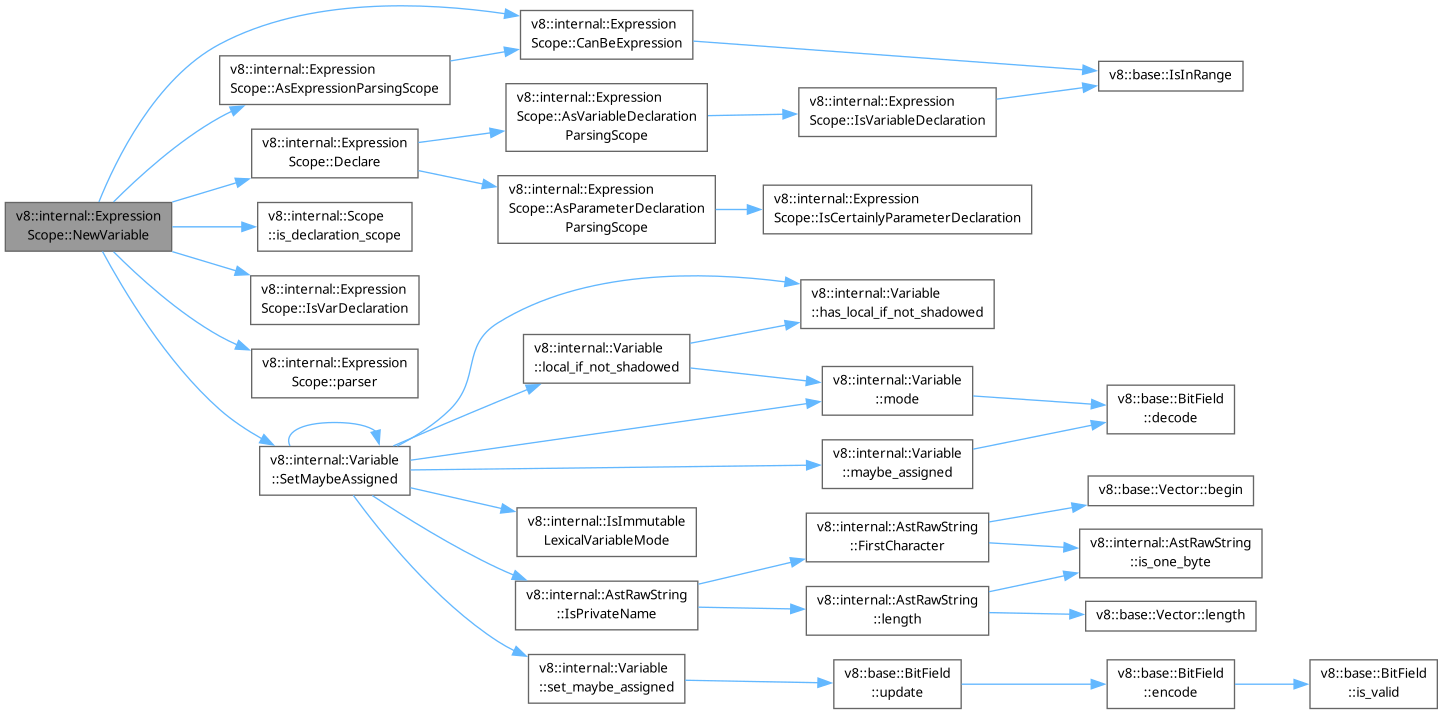 v8::internal::Expression
Scope::NewVariable
v8::internal::Expression
Scope::CanBeExpression
v8::internal::Expression
Scope::AsExpressionParsingScope
v8::base::IsInRange
v8::internal::Expression
Scope::AsVariableDeclaration
ParsingScope
v8::internal::Expression
Scope::IsVariableDeclaration
v8::internal::Expression
Scope::Declare
v8::internal::Expression
Scope::AsParameterDeclaration
ParsingScope
v8::internal::Expression
Scope::IsCertainlyParameterDeclaration
v8::internal::Scope
::is_declaration_scope
v8::internal::Expression
Scope::IsVarDeclaration
v8::internal::Expression
Scope::parser
v8::internal::Variable
::SetMaybeAssigned
v8::internal::Variable
::has_local_if_not_shadowed
v8::internal::Variable
::local_if_not_shadowed
v8::internal::Variable
::mode
v8::base::BitField
::decode
v8::internal::Variable
::maybe_assigned
v8::internal::IsImmutable
LexicalVariableMode
v8::internal::AstRawString
::IsPrivateName
v8::internal::AstRawString
::FirstCharacter
v8::base::Vector::begin
v8::internal::AstRawString
::is_one_byte
v8::internal::AstRawString
::length
v8::base::Vector::length
v8::internal::Variable
::set_maybe_assigned
v8::base::BitField
::update
v8::base::BitField
::encode
v8::base::BitField
::is_valid